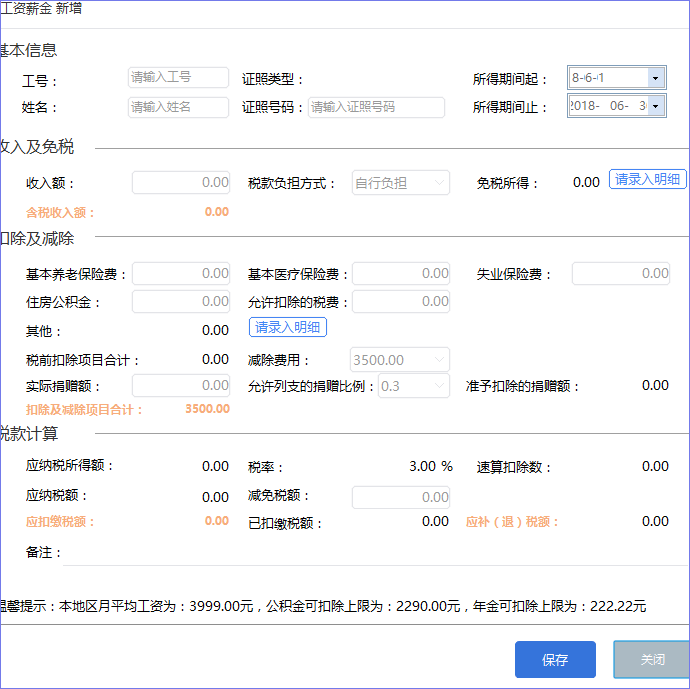 工资薪金 新增
基本信息
工号： 请输入工号 证照类型： 所得期间起： 8-6-1
姓名： 请输入姓名 证照号码： 请输入证照号码 所得期间止： 2018- 06- 3
收入及免税
收入额： 0.00 税款负担方式： 自行负担 免税所得： 0.00 请录入明细
含税收入额： 0.00
扣除及减除
基本养老保险费： 0.00 基本医疗保险费： 0.00 失业保险费： 0.00
住房公积金： 0.00 允许扣除的税费： 0.00
其他： 0.00 请录入明细
税前扣除项目合计： 0.00 减除费用： 3500.00
实际捐赠额： 0.00 允许列支的捐赠比例： 0.3 准予扣除的捐赠额： 0.00
扣除及减除项目合计： 3500.00
税款计算
应纳税所得额： 0.00 税率： 3.00 % 速算扣除数： 0.00
应纳税额： 0.00 减免税额： 0.00
应扣缴税额： 0.00 已扣缴税额： 0.00 应补（退）税额： 0.00
备注：
温馨提示：本地区月平均工资为：3999.00元，公积金可扣除上限为：2290.00元，年金可扣除上限为：222.22元
保存 关闭